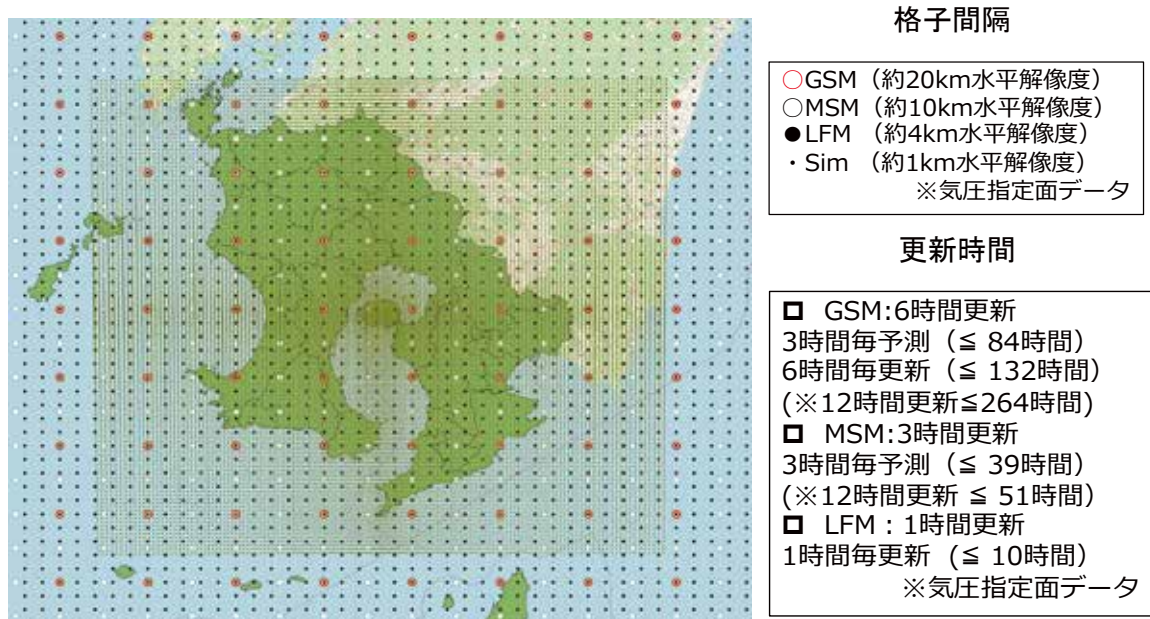 格子間隔
○GSM（約20km水平解像度）
○MSM（約10km水平解像度）
●LFM （約4km水平解像度）
・Sim （約1km水平解像度）
※気圧指定面データ
更新時間
GSM:6時間更新
3時間毎予測（≦ 84時間）
6時間毎更新（≦ 132時間）
(※12時間更新≦264時間)
MSM:3時間更新
3時間毎予測（≦ 39時間）
(※12時間更新 ≦ 51時間）
LFM：1時間更新
1時間毎更新 (≦ 10時間）
※気圧指定面データ